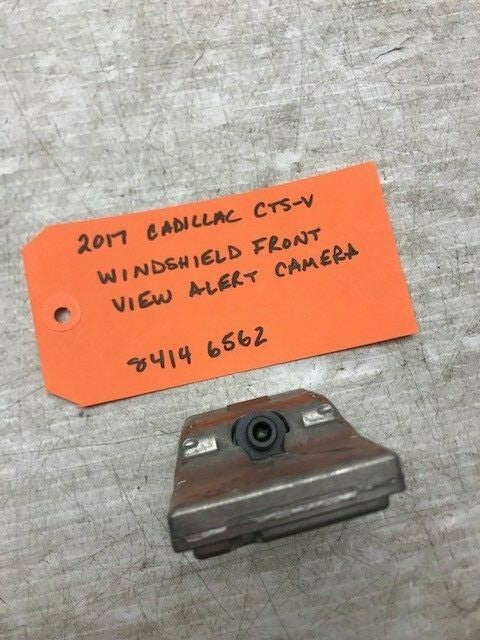 2017 CADILLAC CTS-V
WINDSHIELD FRONT
VIEW ALERT CAMERA
8414 6562